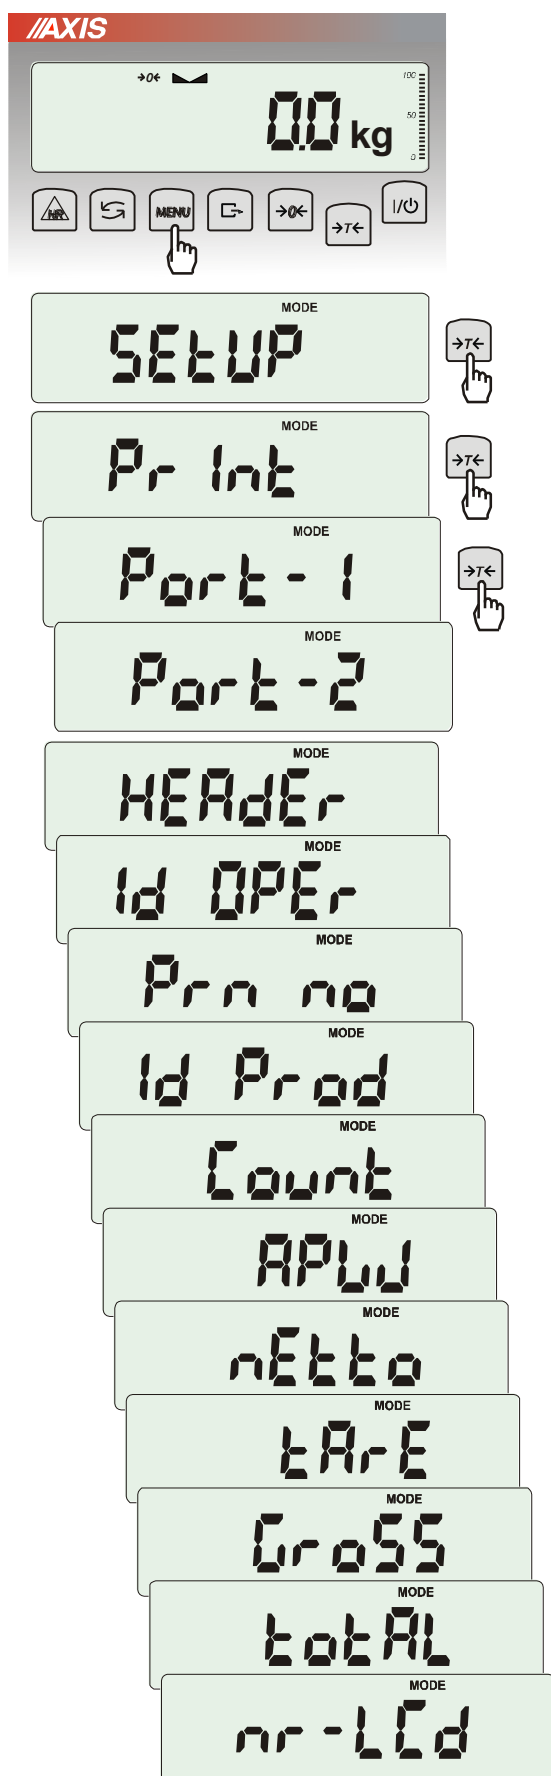 AXIS
→0← 100
50
0.0 kg
0
HR MENU →0← →T← I/⏻
MODE
SEtUP
→T←
MODE
Pr Int
→T←
MODE
Port-1
→T←
MODE
Port-2
MODE
HEAdEr
MODE
Id OPEr
MODE
Prn no
MODE
Id Prod
MODE
Count
MODE
APW
MODE
nEtto
MODE
tArE
MODE
GroSS
MODE
totAL
MODE
nr-LCd